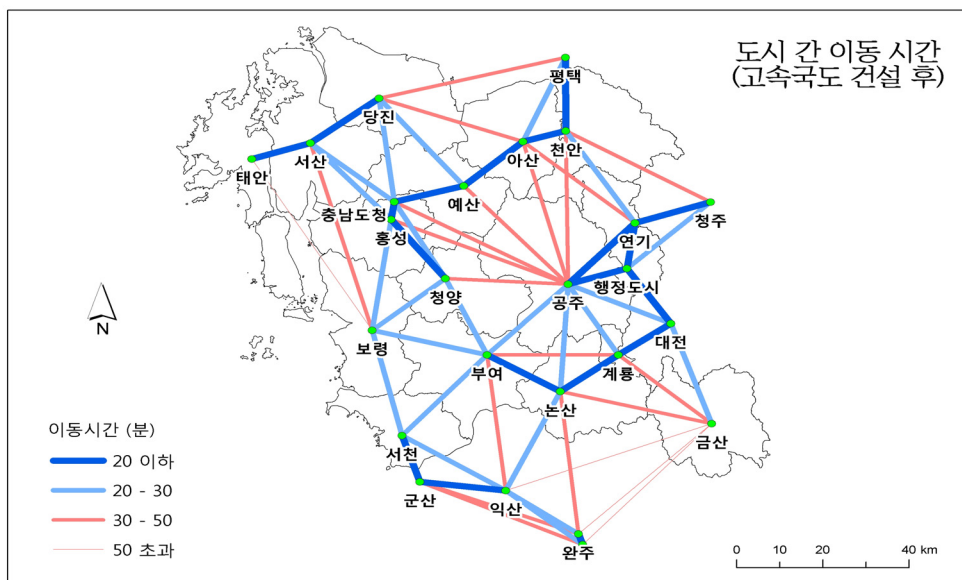 도시 간 이동 시간
(고속국도 건설 후)
평택
당진
천안
아산
서산
태안
예산
청주
충남도청
홍성
연기
행정도시
청양
공주
보령
대전
부여
계룡
논산
금산
서천
군산
익산
완주
N
이동시간 (분)
20 이하
20 - 30
30 - 50
50 초과
0 10 20 40 km